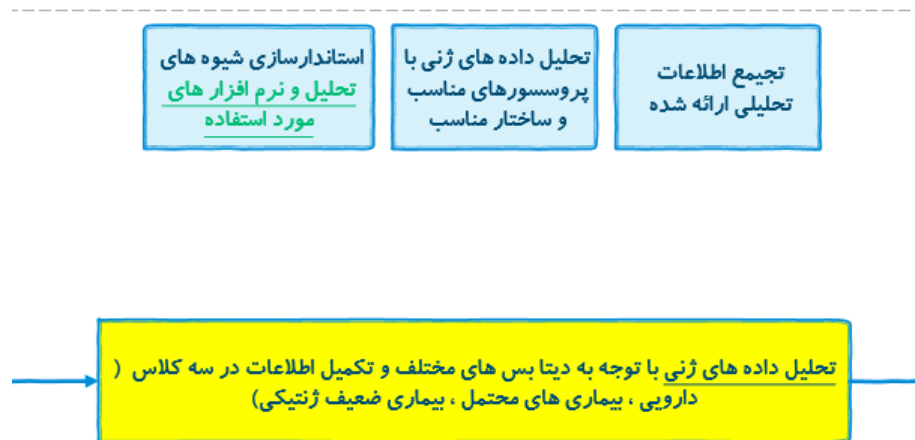 تجیمع اطلاعات
تحلیلی ارائه شده
تحلیل داده های ژنی با
پروسسورهای مناسب
و ساختار مناسب
استاندارسازی شیوه های
تحلیل و نرم افزار های
مورد استفاده
تحلیل داده های ژنی با توجه به دیتا بس های مختلف و تکمیل اطلاعات در سه کلاس (
دارویی ، بیماری های محتمل ، بیماری ضعیف ژنتیکی)